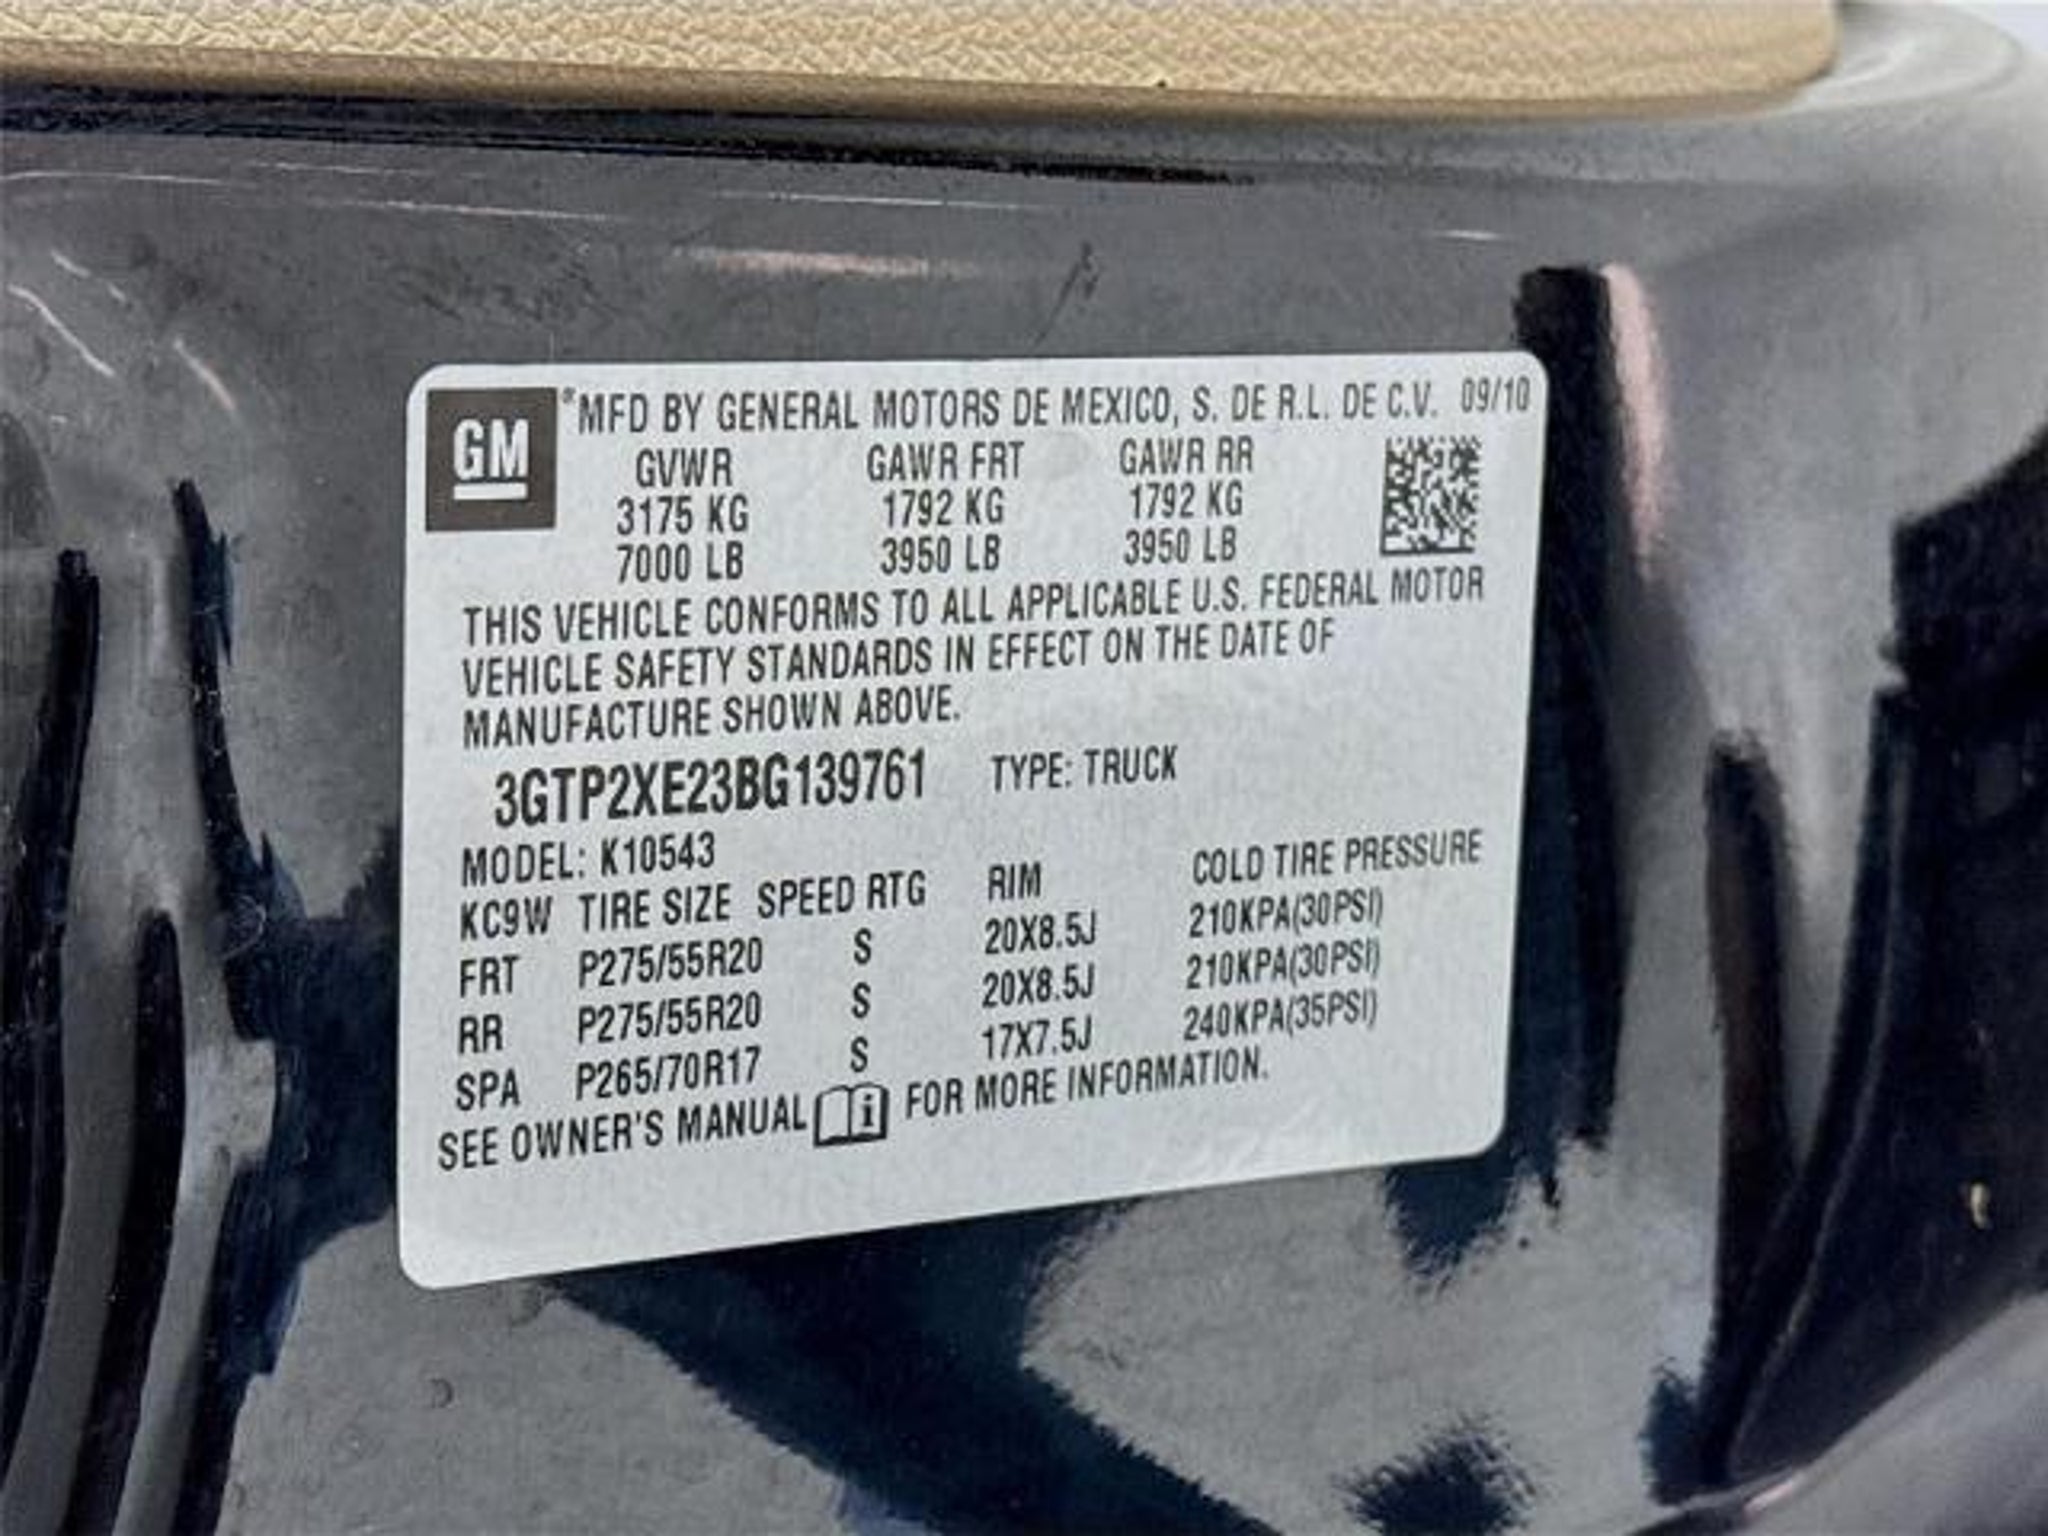 GM ® MFD BY GENERAL MOTORS DE MEXICO, S. DE R.L. DE C.V. 09/10
GVWR GAWR FRT GAWR RR
3175 KG 1792 KG 1792 KG
7000 LB 3950 LB 3950 LB
THIS VEHICLE CONFORMS TO ALL APPLICABLE U.S. FEDERAL MOTOR
VEHICLE SAFETY STANDARDS IN EFFECT ON THE DATE OF
MANUFACTURE SHOWN ABOVE.
3GTP2XE23BG139761 TYPE: TRUCK
MODEL: K10543
KC9W TIRE SIZE SPEED RTG RIM COLD TIRE PRESSURE
FRT P275/55R20 S 20X8.5J 210KPA(30PSI)
RR P275/55R20 S 20X8.5J 210KPA(30PSI)
SPA P265/70R17 S 17X7.5J 240KPA(35PSI)
SEE OWNER'S MANUAL i FOR MORE INFORMATION.